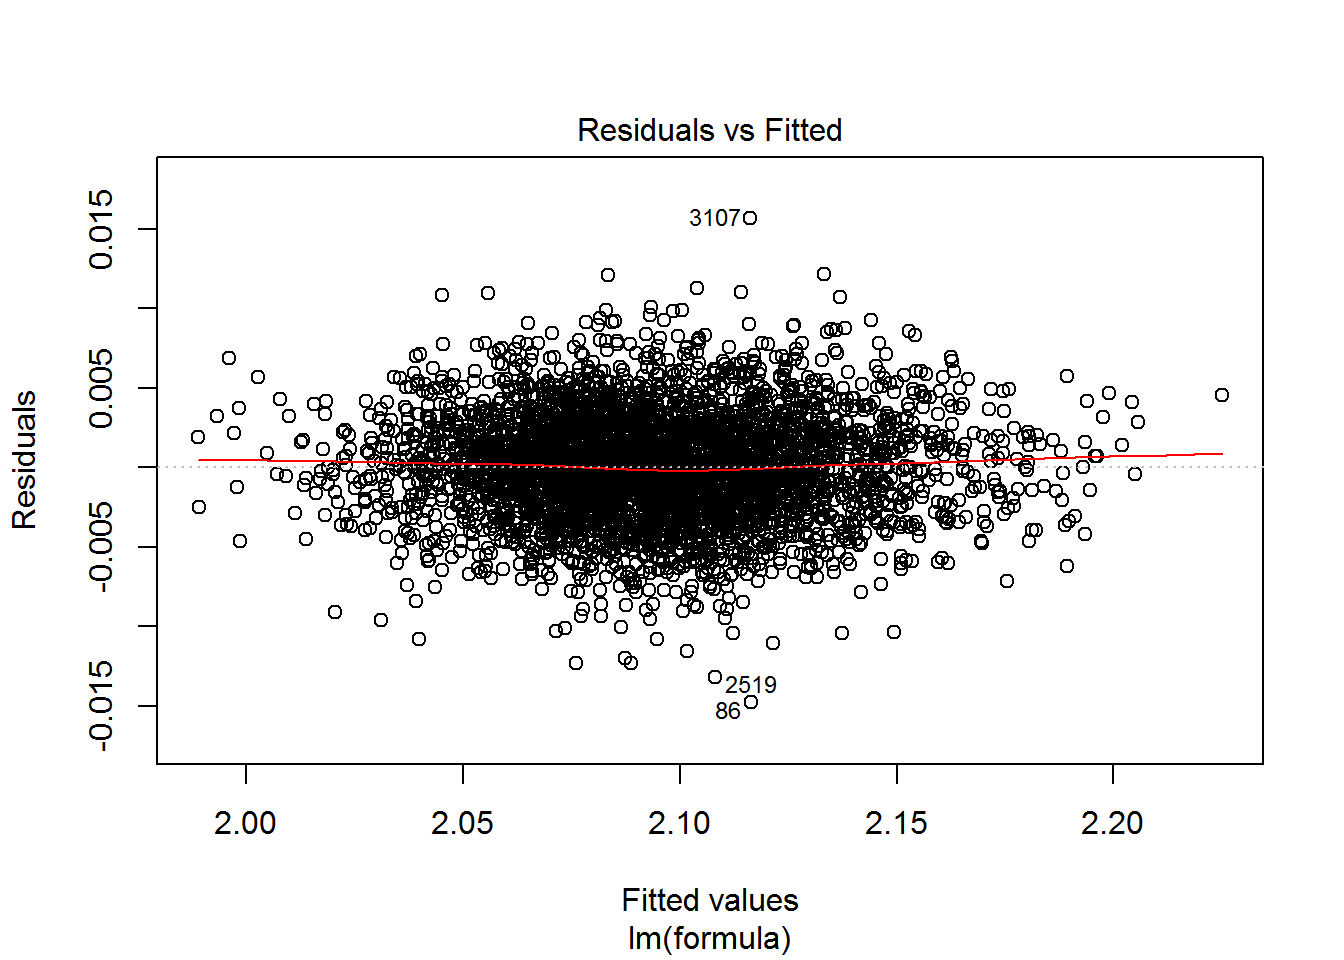 Residuals vs Fitted
Residuals
0.015
0.005
-0.005
-0.015
3107
2519
86
2.00 2.05 2.10 2.15 2.20
Fitted values
lm(formula)